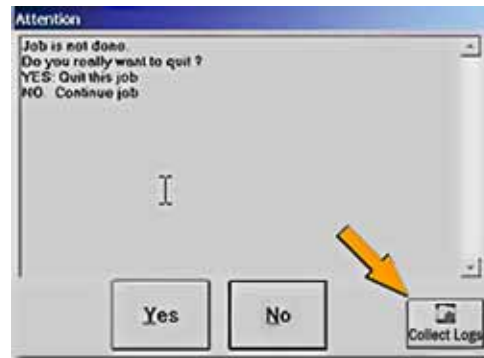 Attention
Job is not done.
Do you really want to quit ?
YES: Quit this job
NO. Continue job
Yes
No
Collect Logs